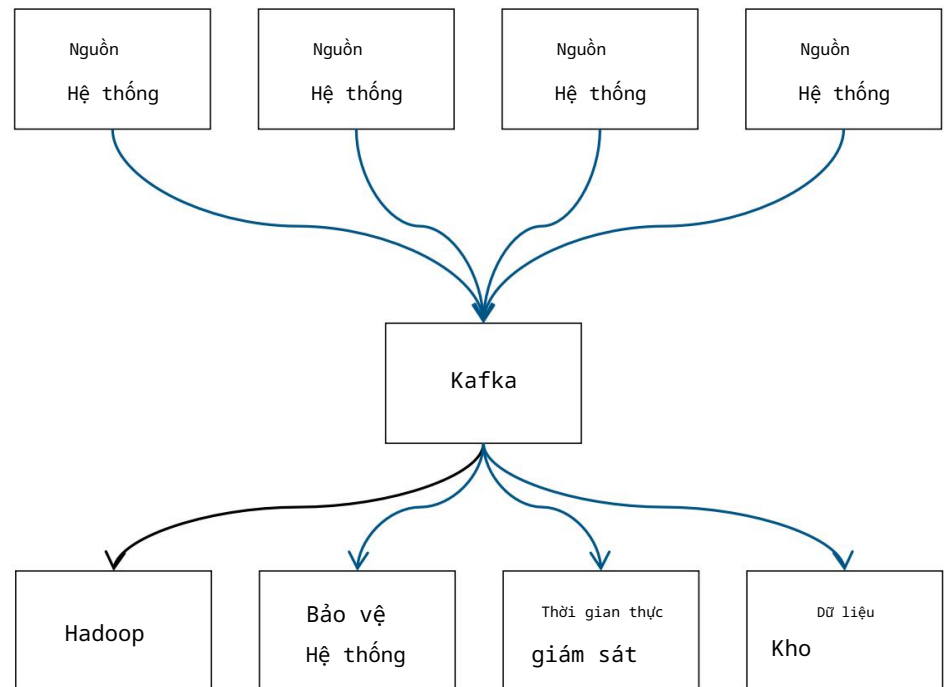 Nguồn
Hệ thống
Nguồn
Hệ thống
Nguồn
Hệ thống
Nguồn
Hệ thống
Kafka
Hadoop
Bảo vệ
Hệ thống
Thời gian thực
giám sát
Dữ liệu
Kho